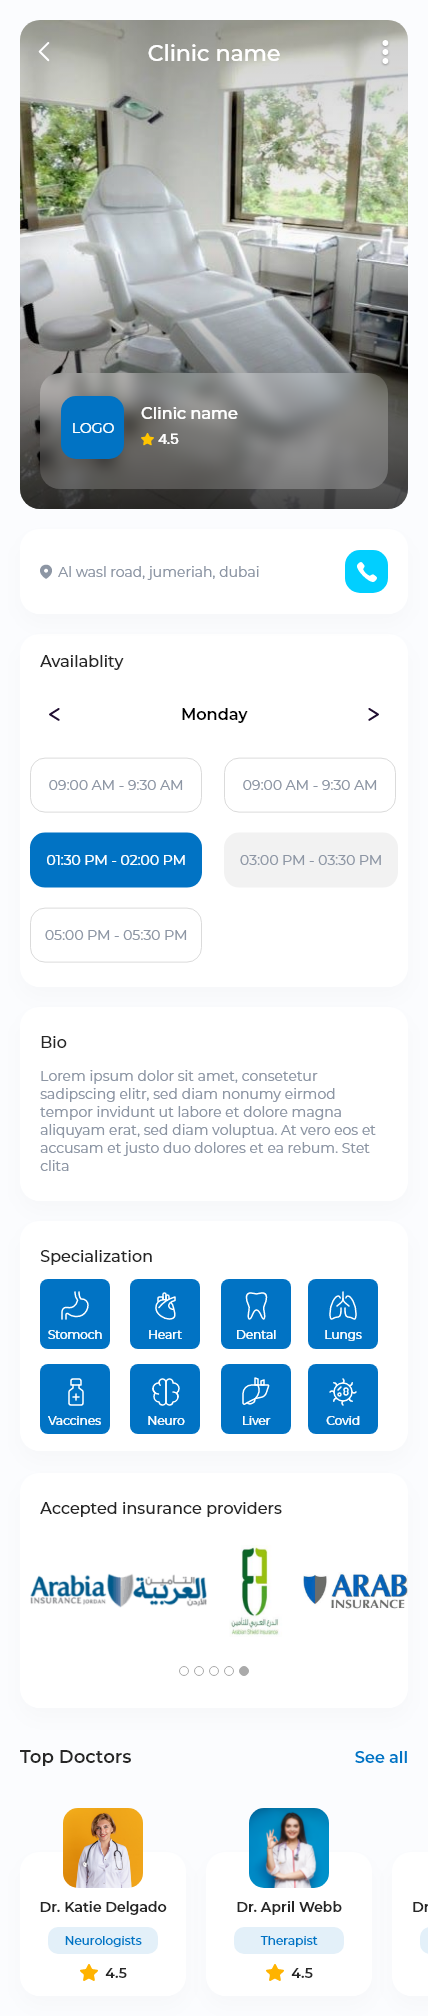 Clinic name
LOGO
Clinic name
4.5
Al wasl road, jumeriah, dubai
Availablity
< Monday >
09:00 AM - 9:30 AM
09:00 AM - 9:30 AM
01:30 PM - 02:00 PM
03:00 PM - 03:30 PM
05:00 PM - 05:30 PM
Bio
Lorem ipsum dolor sit amet, consetetur
sadipscing elitr, sed diam nonumy eirmod
tempor invidunt ut labore et dolore magna
aliquyam erat, sed diam voluptua. At vero eos et
accusam et justo duo dolores et ea rebum. Stet
clita
Specialization
Stomoch
Heart
Dental
Lungs
Vaccines
Neuro
Liver
Covid
Accepted insurance providers
Arabia
INSURANCE JORDAN
التأمين
العربية
الأردن
الدرع العربي للتأمين
Arabian Shield Insurance
ARAB
INSURANCE
Top Doctors
See all
Dr. Katie Delgado
Neurologists
4.5
Dr. April Webb
Therapist
4.5
Dr